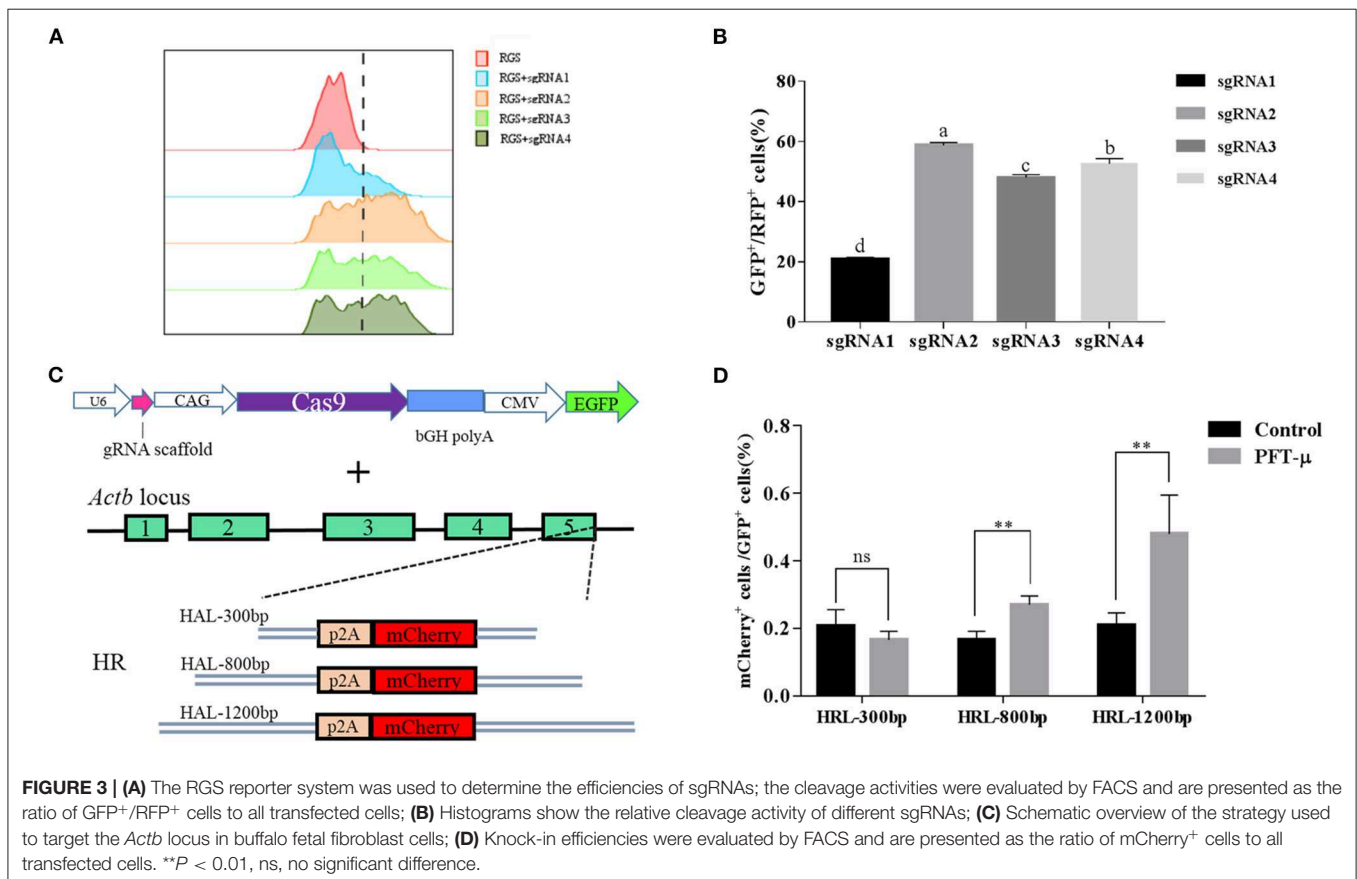 A
RGS
RGS+sgRNA1
RGS+sgRNA2
RGS+sgRNA3
RGS+sgRNA4
B
GFP⁺/RFP⁺ cells(%)
80
60
40
20
0
d
a
c
b
sgRNA1
sgRNA2
sgRNA3
sgRNA4
sgRNA1
sgRNA2
sgRNA3
sgRNA4
C
U6
CAG
Cas9
CMV
EGFP
gRNA scaffold
bGH polyA
+
Actb locus
1
2
3
4
5
HR
HAL-300bp
p2A
mCherry
HAL-800bp
p2A
mCherry
HAL-1200bp
p2A
mCherry
D
mCherry⁺ cells /GFP⁺ cells(%)
0.8
0.6
0.4
0.2
0.0
ns
**
**
Control
PFT-μ
HRL-300bp
HRL-800bp
HRL-1200bp
FIGURE 3 | (A) The RGS reporter system was used to determine the efficiencies of sgRNAs; the cleavage activities were evaluated by FACS and are presented as the
ratio of GFP⁺/RFP⁺ cells to all transfected cells; (B) Histograms show the relative cleavage activity of different sgRNAs; (C) Schematic overview of the strategy used
to target the Actb locus in buffalo fetal fibroblast cells; (D) Knock-in efficiencies were evaluated by FACS and are presented as the ratio of mCherry⁺ cells to all
transfected cells. **P < 0.01, ns, no significant difference.